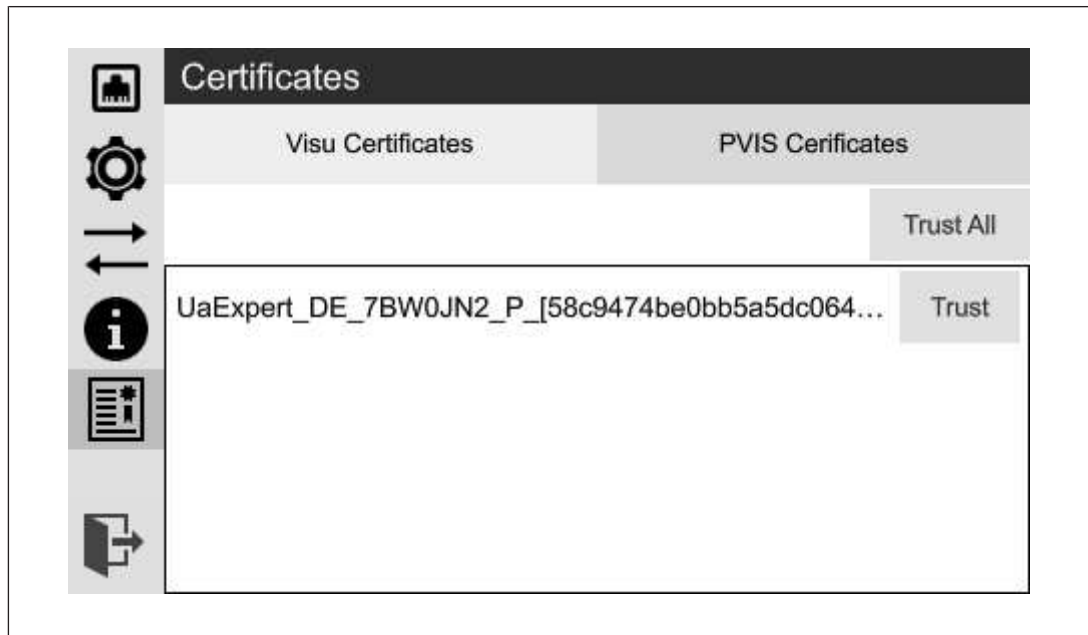 Certificates
Visu Certificates
PVIS Cerificates
Trust All
UaExpert_DE_7BW0JN2_P_[58c9474be0bb5a5dc064...
Trust